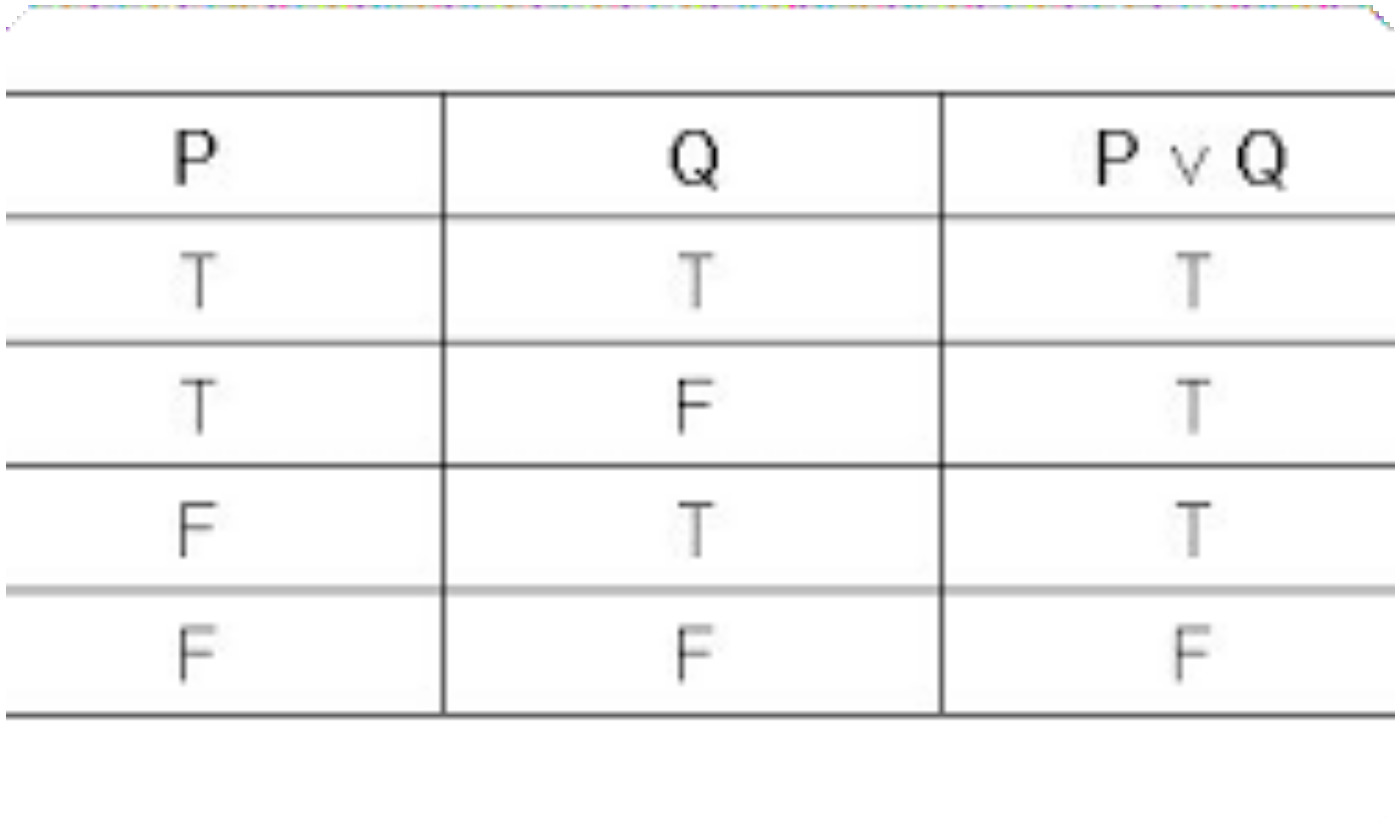 P Q P ∨ Q
T T T
T F T
F T T
F F F